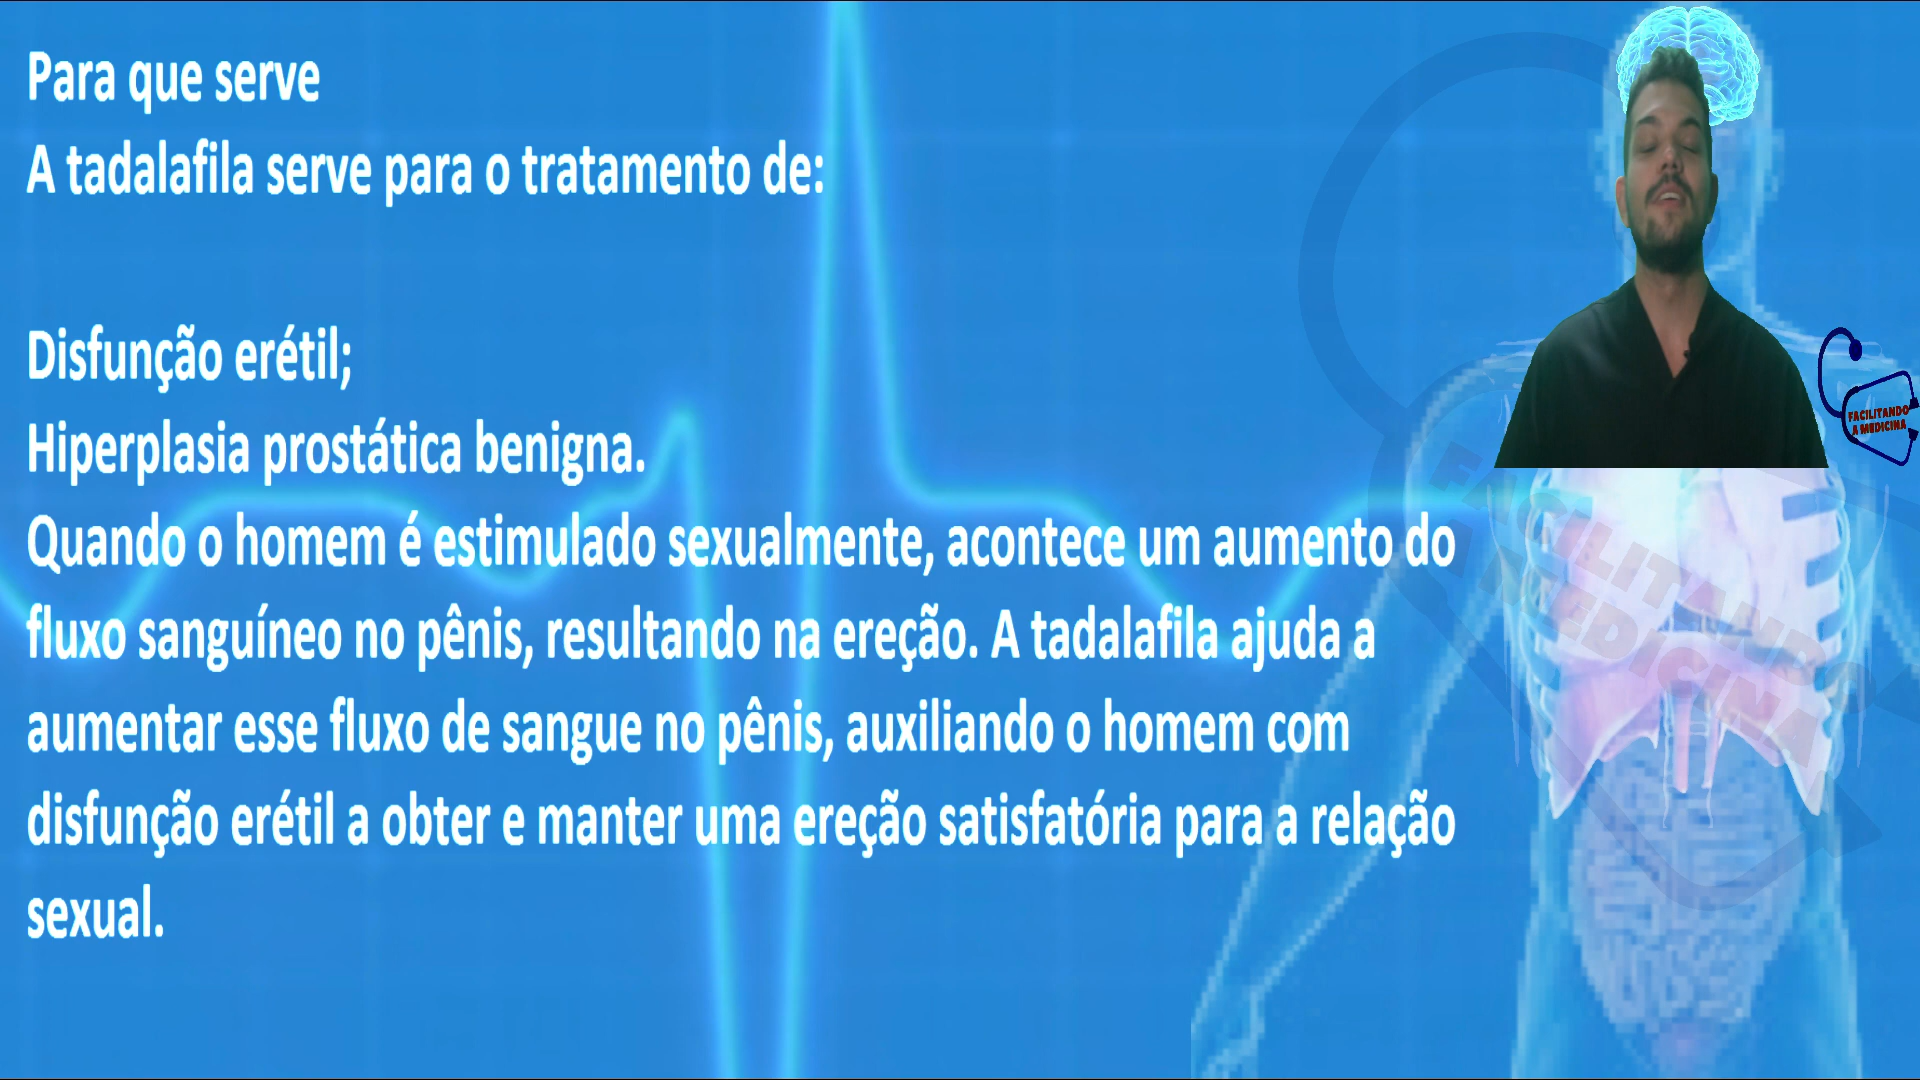 Para que serve
A tadalafila serve para o tratamento de:
Disfunção erétil;
Hiperplasia prostática benigna.
Quando o homem é estimulado sexualmente, acontece um aumento do
fluxo sanguíneo no pênis, resultando na ereção. A tadalafila ajuda a
aumentar esse fluxo de sangue no pênis, auxiliando o homem com
disfunção erétil a obter e manter uma ereção satisfatória para a relação
sexual.
FACILITANDO
A MEDICINA
FACILITANDO
A MEDICINA